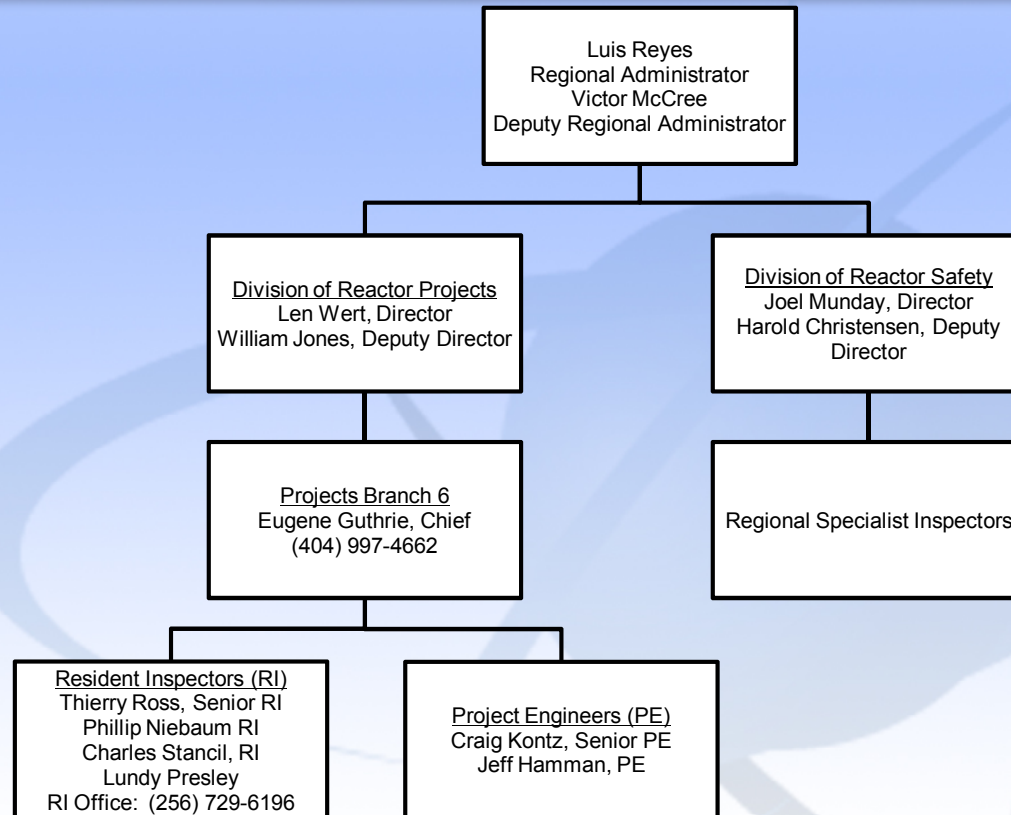 Luis Reyes
Regional Administrator
Victor McCree
Deputy Regional Administrator
Division of Reactor Projects
Len Wert, Director
William Jones, Deputy Director
Division of Reactor Safety
Joel Munday, Director
Harold Christensen, Deputy
Director
Projects Branch 6
Eugene Guthrie, Chief
(404) 997-4662
Regional Specialist Inspectors
Resident Inspectors (RI)
Thierry Ross, Senior RI
Phillip Niebaum RI
Charles Stancil, RI
Lundy Presley
RI Office: (256) 729-6196
Project Engineers (PE)
Craig Kontz, Senior PE
Jeff Hamman, PE